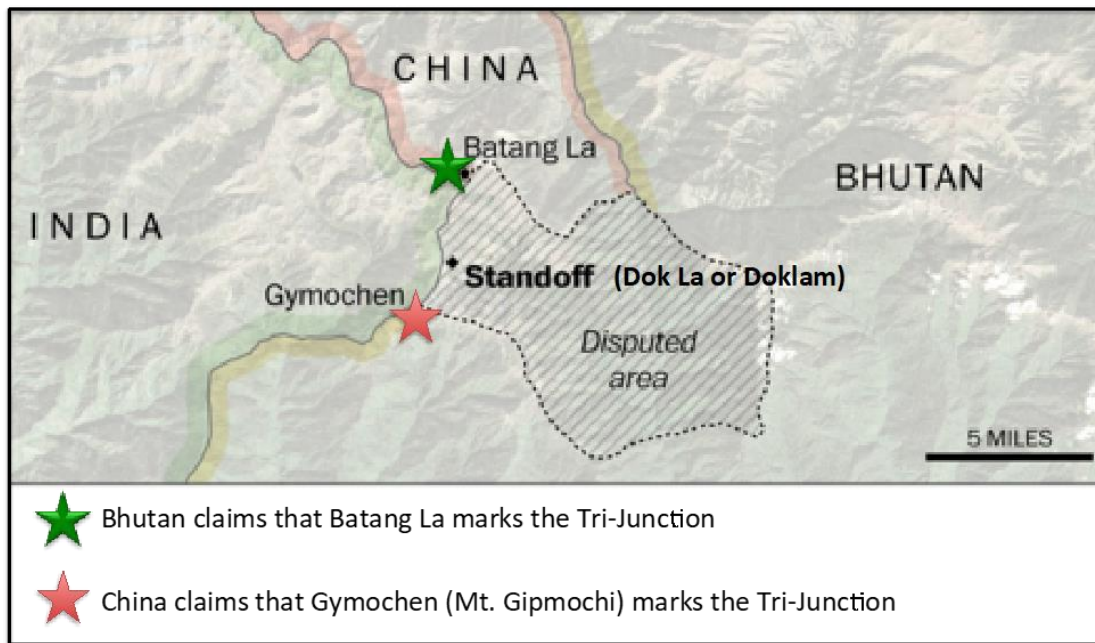 CHINA
Batang La
BHUTAN
INDIA
Standoff (Dok La or Doklam)
Gymochen
Disputed
area
5 MILES
Bhutan claims that Batang La marks the Tri-Junction
China claims that Gymochen (Mt. Gipmochi) marks the Tri-Junction